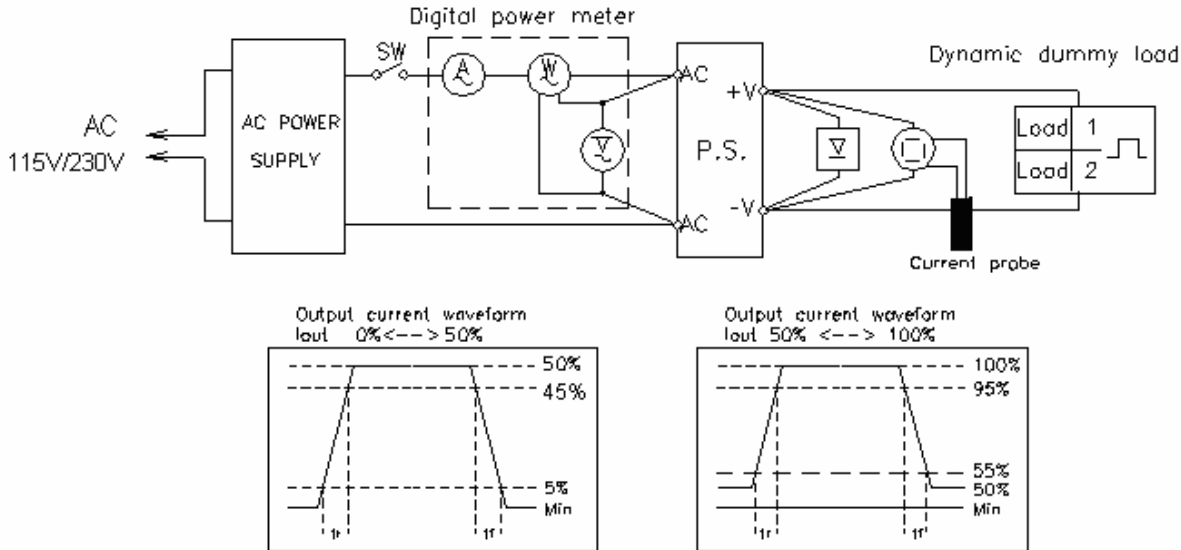 Digital power meter
SW
A
W
V
AC
115V/230V
AC POWER
SUPPLY
AC
P.S.
AC
+V
-V
V
Dynamic dummy load
Load 1
Load 2
Current probe
Output current waveform
Iout 0%<--->50%
50%
45%
5%
Min
tr
tf
Output current waveform
Iout 50% <---> 100%
100%
95%
55%
50%
Min
tr
tf